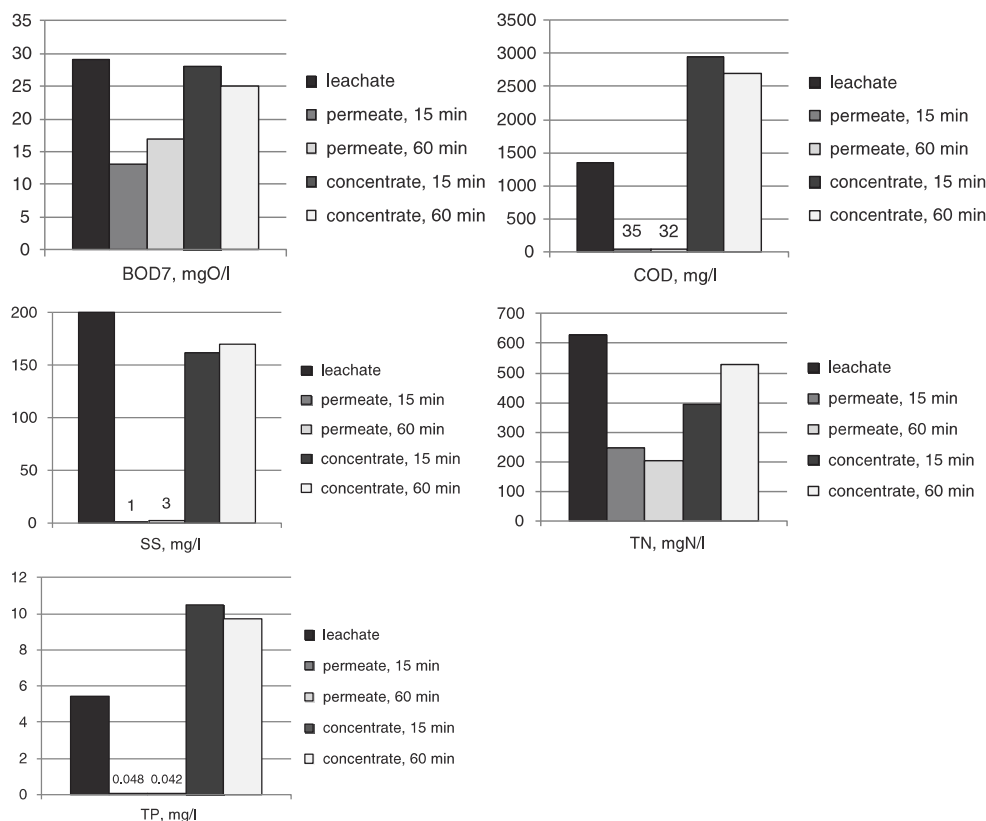 35
30
25
20
15
10
5
0
BOD7, mgO/l
leachate
permeate, 15 min
permeate, 60 min
concentrate, 15 min
concentrate, 60 min
3500
3000
2500
2000
1500
1000
500
0
35 32
COD, mg/l
leachate
permeate, 15 min
permeate, 60 min
concentrate, 15 min
concentrate, 60 min
200
150
100
50
0
1 3
SS, mg/l
leachate
permeate, 15 min
permeate, 60 min
concentrate, 15 min
concentrate, 60 min
700
600
500
400
300
200
100
0
TN, mgN/l
leachate
permeate, 15 min
permeate, 60 min
concentrate, 15 min
concentrate, 60 min
12
10
8
6
4
2
0
0.048 0.042
TP, mg/l
leachate
permeate, 15 min
permeate, 60 min
concentrate, 15 min
concentrate, 60 min